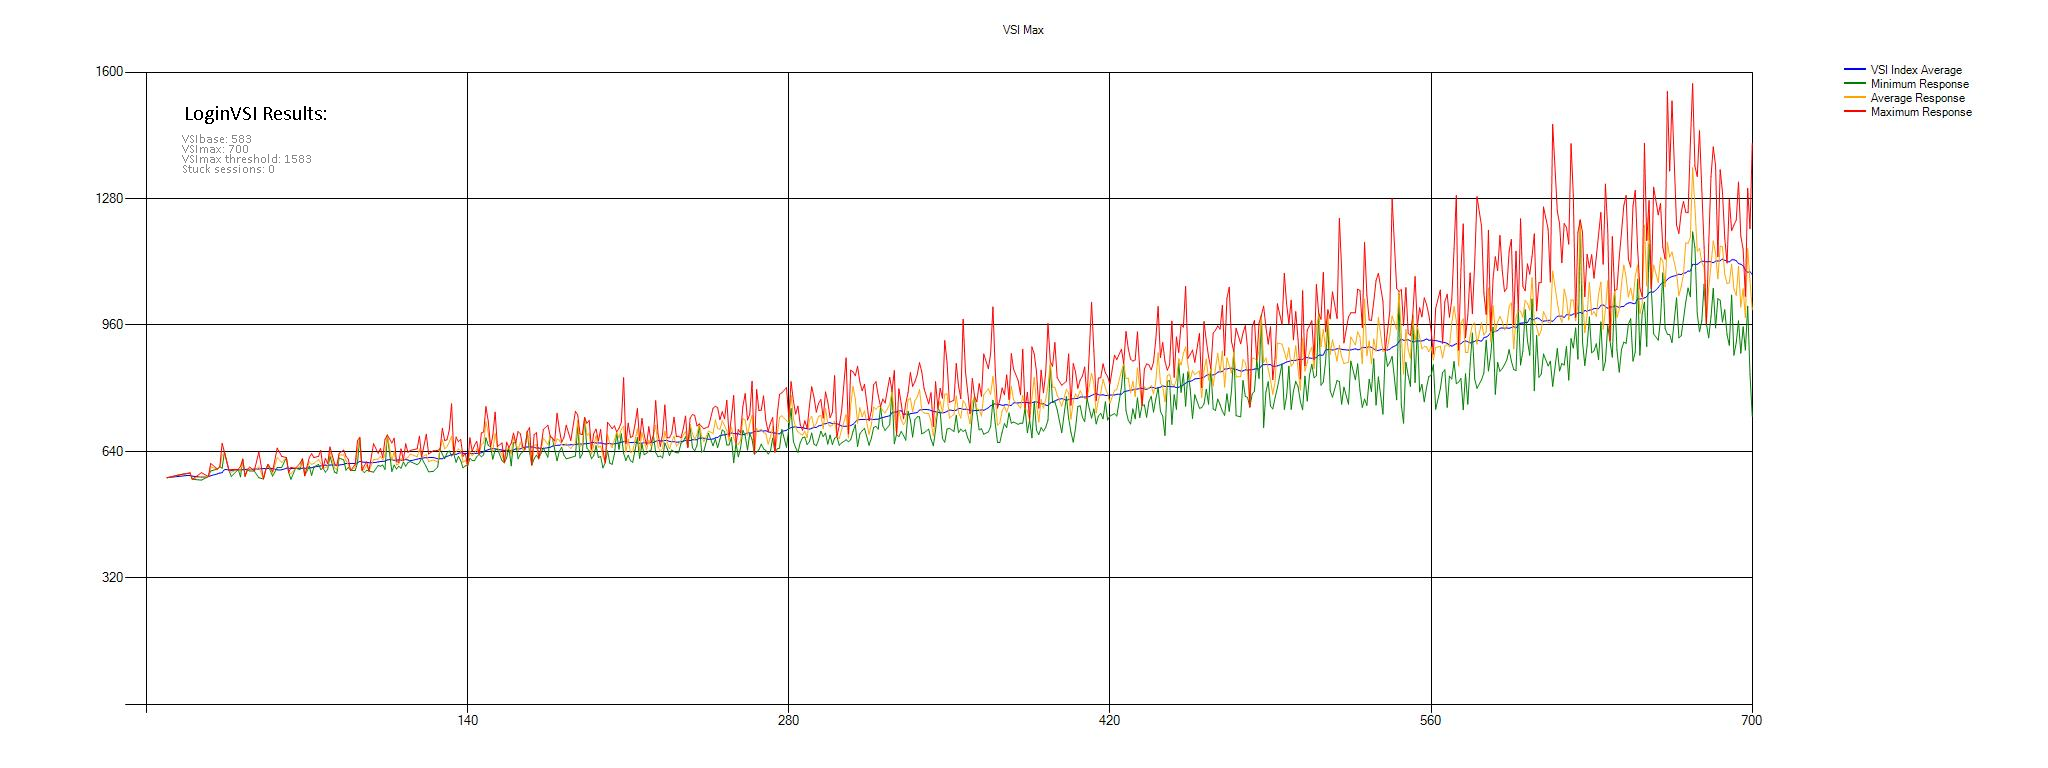 VSI Max
1600
1280
960
640
320
140
280
420
560
700
LoginVSI Results:
VSIbase: 583
VSImax: 700
VSImax threshold: 1583
Stuck sessions: 0
VSI Index Average
Minimum Response
Average Response
Maximum Response